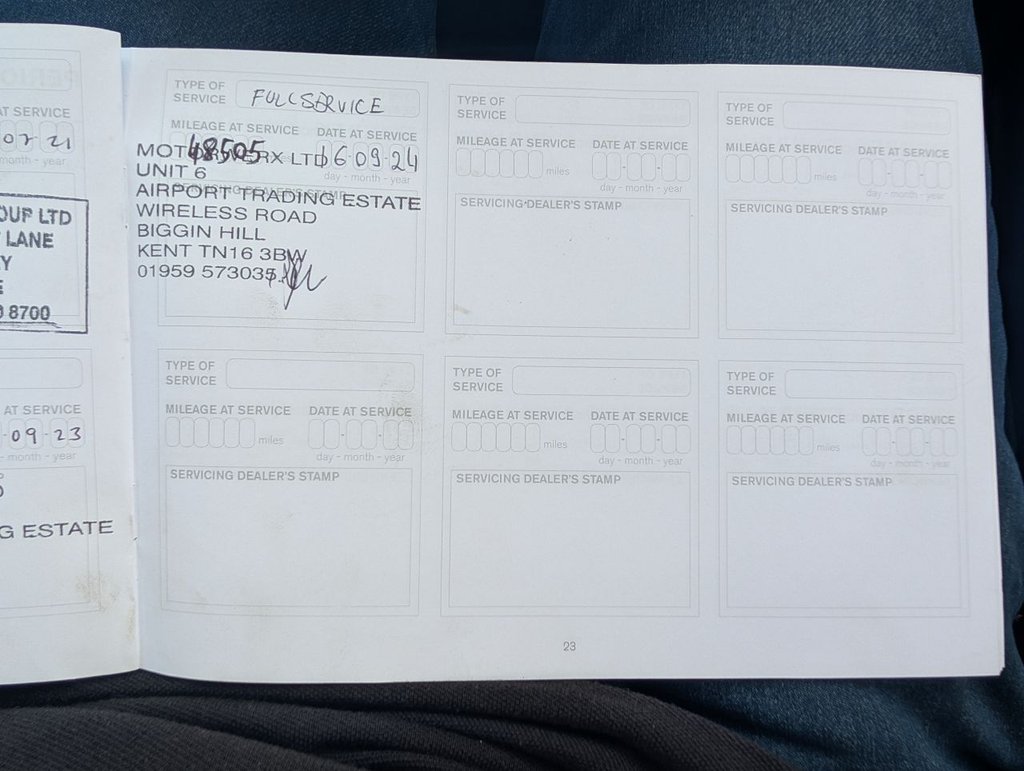 AT SERVICE
07 21
month - year
OUP LTD
LANE
Y
E
8700
AT SERVICE
09 23
month - year
G ESTATE
TYPE OF
SERVICE
FULL SERVICE
MILEAGE AT SERVICE DATE AT SERVICE
48505
16 09 24
day - month - year
LTD
UNIT 6
AIRPORT TRADING ESTATE
WIRELESS ROAD
BIGGIN HILL
KENT TN16 3BW
01959 573035
TYPE OF
SERVICE
MILEAGE AT SERVICE DATE AT SERVICE
miles
day - month - year
SERVICING DEALER'S STAMP
TYPE OF
SERVICE
MILEAGE AT SERVICE DATE AT SERVICE
miles
day - month - year
SERVICING DEALER'S STAMP
TYPE OF
SERVICE
MILEAGE AT SERVICE DATE AT SERVICE
miles
day - month - year
SERVICING DEALER'S STAMP
TYPE OF
SERVICE
MILEAGE AT SERVICE DATE AT SERVICE
miles
day - month - year
SERVICING DEALER'S STAMP
TYPE OF
SERVICE
MILEAGE AT SERVICE DATE AT SERVICE
miles
day - month - year
SERVICING DEALER'S STAMP
23